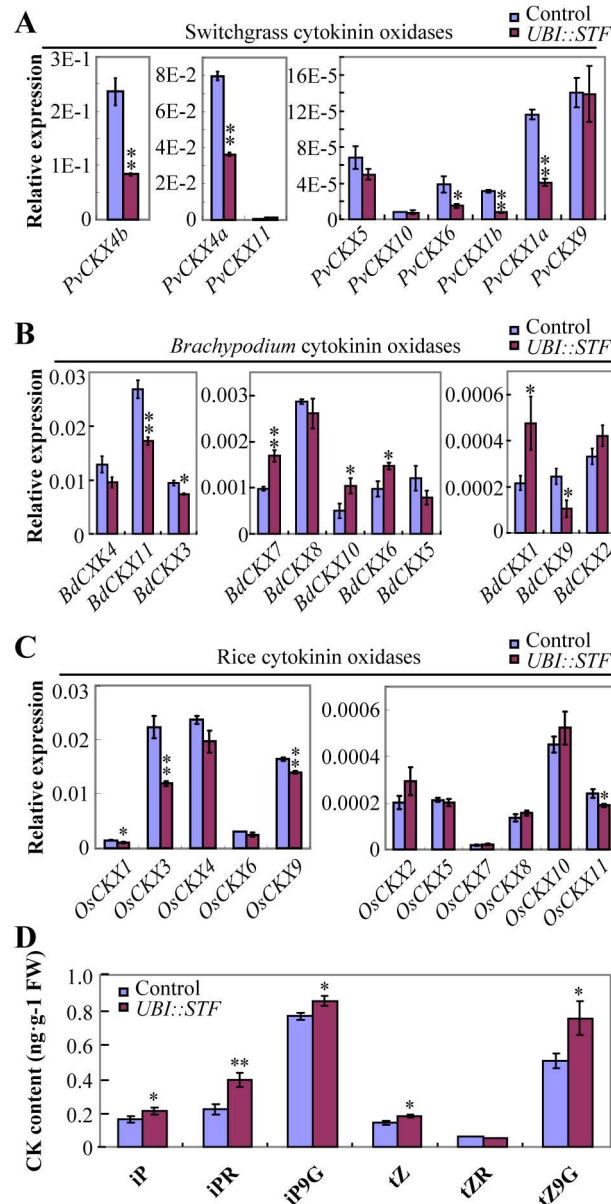 A
Control
Switchgrass cytokinin oxidases
UBI::STF
Relative expression
3E-1
2E-1
1E-1
0
**
PvCKX4b
8E-2
6E-2
4E-2
2E-2
0
**
PvCKX4a
PvCKX11
16E-5
12E-5
8E-5
4E-5
0
*
**
**
PvCKX5
PvCKX10
PvCKX6
PvCKX1b
PvCKX1a
PvCKX9
B
Control
Brachypodium cytokinin oxidases
UBI::STF
Relative expression
0.03
0.02
0.01
0
**
*
BdCXK4
BdCKX11
BdCKX3
0.003
0.002
0.001
0
**
*
*
BdCKX7
BdCKX8
BdCKX10
BdCKX6
BdCKX5
0.0006
0.0004
0.0002
0
*
*
BdCKX1
BdCKX9
BdCKX2
C
Control
Rice cytokinin oxidases
UBI::STF
Relative expression
0.03
0.02
0.01
0
*
**
**
OsCKX1
OsCKX3
OsCKX4
OsCKX6
OsCKX9
0.0006
0.0004
0.0002
0
*
OsCKX2
OsCKX5
OsCKX7
OsCKX8
OsCKX10
OsCKX11
D
CK content (ng·g-1 FW)
Control
UBI::STF
1.0
0.8
0.6
0.4
0.2
0
*
**
*
*
*
iP
iPR
iP9G
tZ
tZR
tZ9G